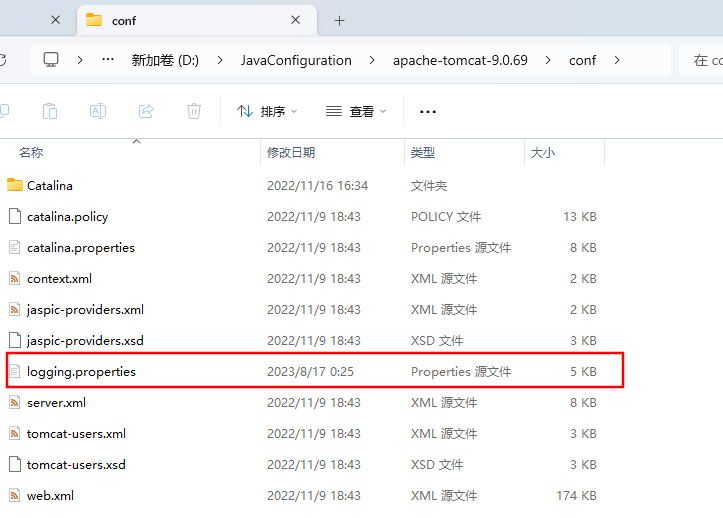 conf
新加卷 (D:) JavaConfiguration apache-tomcat-9.0.69 conf 在 co
排序 查看
名称 修改日期 类型 大小
Catalina 2022/11/16 16:34 文件夹
catalina.policy 2022/11/9 18:43 POLICY 文件 13 KB
catalina.properties 2022/11/9 18:43 Properties 源文件 8 KB
context.xml 2022/11/9 18:43 XML 源文件 2 KB
jaspic-providers.xml 2022/11/9 18:43 XML 源文件 2 KB
jaspic-providers.xsd 2022/11/9 18:43 XSD 文件 3 KB
logging.properties 2023/8/17 0:25 Properties 源文件 5 KB
server.xml 2022/11/9 18:43 XML 源文件 8 KB
tomcat-users.xml 2022/11/9 18:43 XML 源文件 3 KB
tomcat-users.xsd 2022/11/9 18:43 XSD 文件 3 KB
web.xml 2022/11/9 18:43 XML 源文件 174 KB